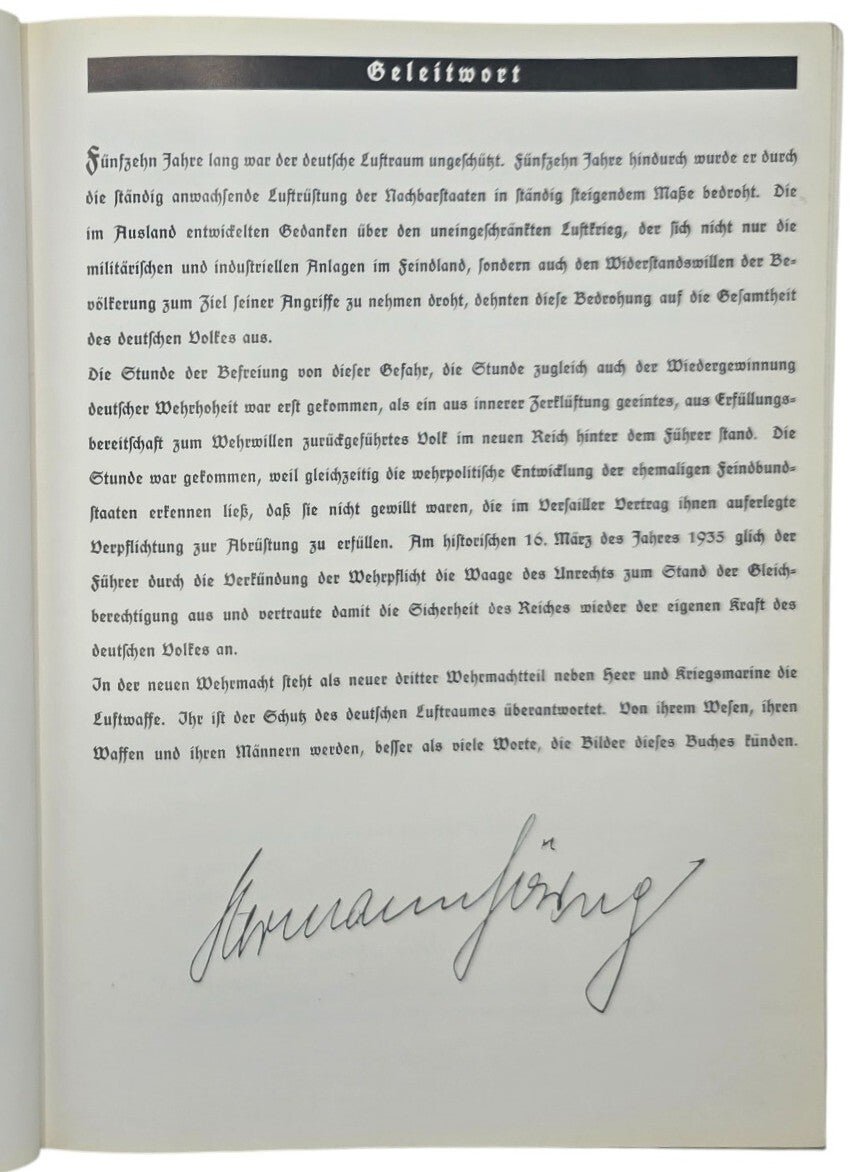 Geleitwort
Fünfzehn Jahre lang war der deutsche Luftraum ungeschützt. Fünfzehn Jahre hindurch wurde er durch
die ständig anwachsende Luftrüstung der Nachbarstaaten in ständig steigendem Maße bedroht. Die
im Ausland entwickelten Gedanken über den uneingeschränkten Luftkrieg, der sich nicht nur die
militärischen und industriellen Anlagen im Feindland, sondern auch den Widerstandswillen der Be-
völkerung zum Ziel seiner Angriffe zu nehmen droht, dehnten diese Bedrohung auf die Gesamtheit
des deutschen Volkes aus.
Die Stunde der Befreiung von dieser Gefahr, die Stunde zugleich auch der Wiedergewinnung
deutscher Wehrhoheit war erst gekommen, als ein aus innerer Zerklüftung geeintes, aus Erfüllungs-
bereitschaft zum Wehrwillen zurückgeführtes Volk im neuen Reich hinter dem Führer stand. Die
Stunde war gekommen, weil gleichzeitig die wehrpolitische Entwicklung der ehemaligen Feindbund-
staaten erkennen ließ, daß sie nicht gewillt waren, die im Versailler Vertrag ihnen auferlegte
Verpflichtung zur Abrüstung zu erfüllen. Am historischen 16. März des Jahres 1935 glich der
Führer durch die Verkündung der Wehrpflicht die Waage des Unrechts zum Stand der Gleich-
berechtigung aus und vertraute damit die Sicherheit des Reiches wieder der eigenen Kraft des
deutschen Volkes an.
In der neuen Wehrmacht steht als neuer dritter Wehrmachtteil neben Heer und Kriegsmarine die
Luftwaffe. Ihr ist der Schutz des deutschen Luftraumes überantwortet. Von ihrem Wesen, ihren
Waffen und ihren Männern werden, besser als viele Worte, die Bilder dieses Buches künden.
Hermann Göring